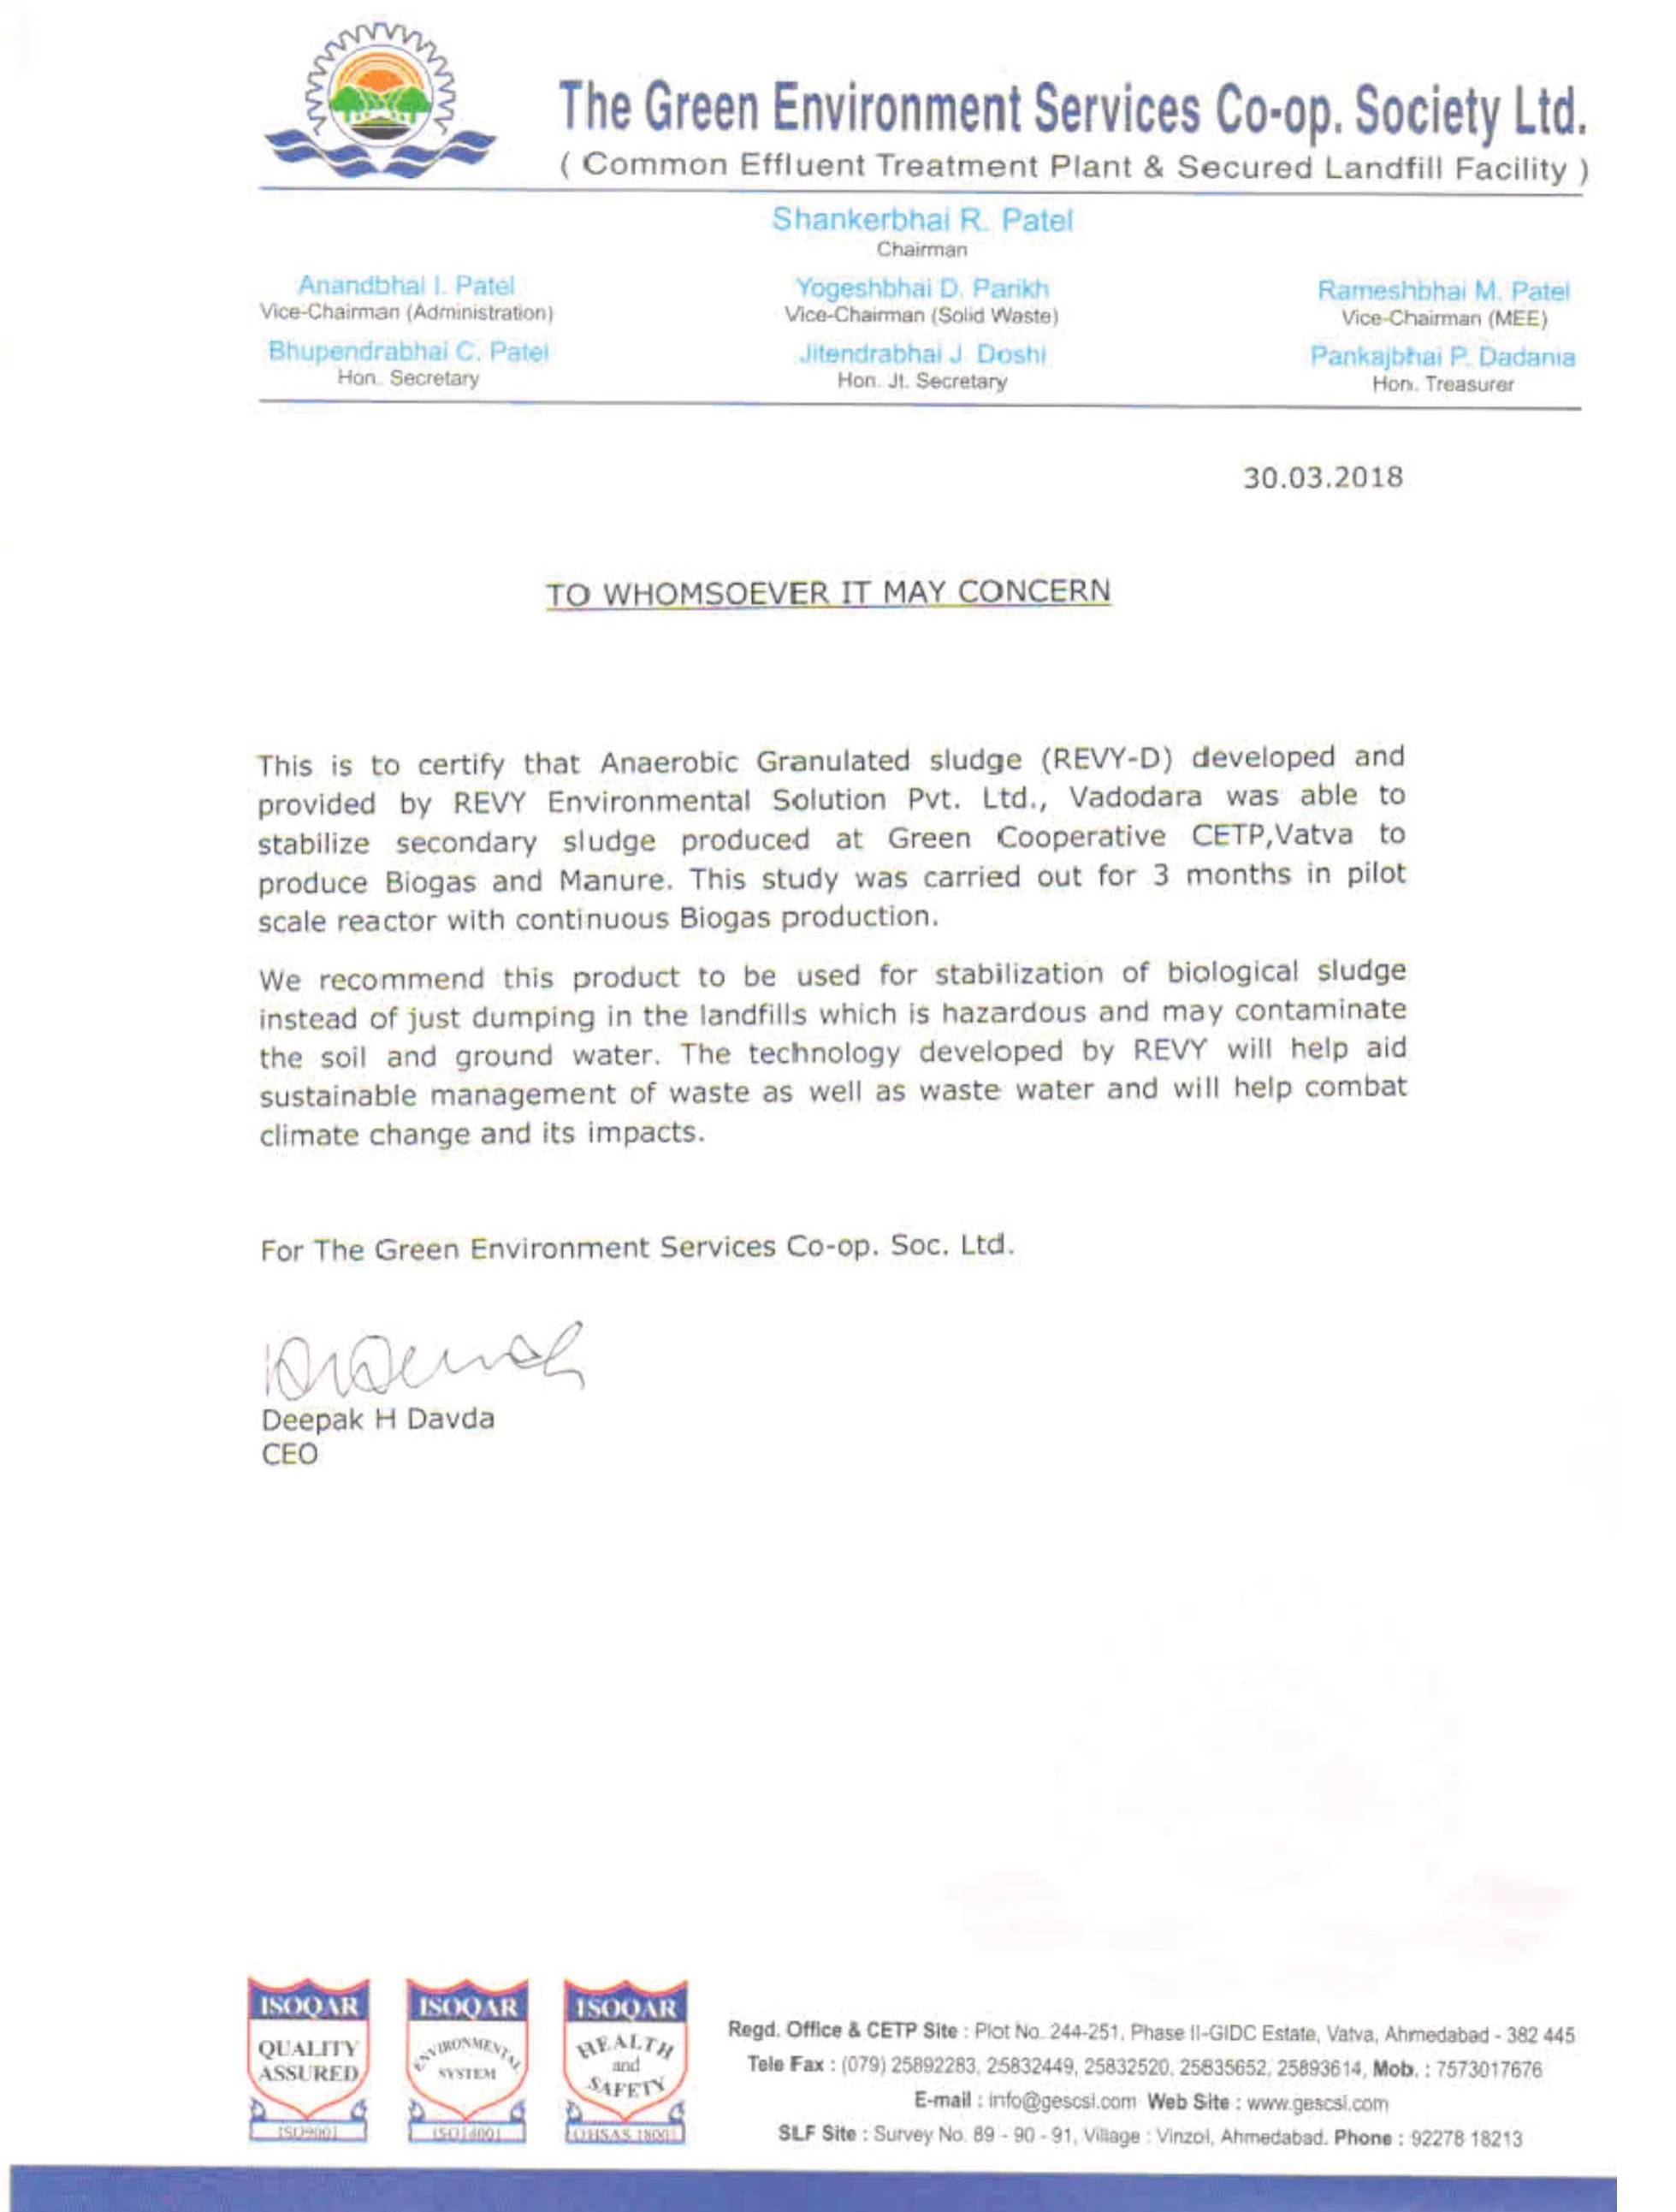 The Green Environment Services Co-op. Society Ltd.
( Common Effluent Treatment Plant & Secured Landfill Facility )
Shankerbhai R. Patel
Chairman
Anandbhai I. Patel
Vice-Chairman (Administration)
Yogeshbhai D. Parikh
Vice-Chairman (Solid Waste)
Rameshbhai M. Patel
Vice-Chairman (MEE)
Bhupendrabhai C. Patel
Hon. Secretary
Jitendrabhai J. Doshi
Hon. Jt. Secretary
Pankajbhai P. Dadania
Hon. Treasurer
30.03.2018
TO WHOMSOEVER IT MAY CONCERN
This is to certify that Anaerobic Granulated sludge (REVY-D) developed and
provided by REVY Environmental Solution Pvt. Ltd., Vadodara was able to
stabilize secondary sludge produced at Green Cooperative CETP,Vatva to
produce Biogas and Manure. This study was carried out for 3 months in pilot
scale reactor with continuous Biogas production.
We recommend this product to be used for stabilization of biological sludge
instead of just dumping in the landfills which is hazardous and may contaminate
the soil and ground water. The technology developed by REVY will help aid
sustainable management of waste as well as waste water and will help combat
climate change and its impacts.
For The Green Environment Services Co-op. Soc. Ltd.
Deepak H Davda
CEO
ISOQAR
QUALITY
ASSURED
ISO9001
ISOQAR
ENVIRONMENTAL
SYSTEM
ISO14001
ISOQAR
HEALTH
and
SAFETY
OHSAS 18001
Regd. Office & CETP Site : Plot No. 244-251, Phase II-GIDC Estate, Vatva, Ahmedabad - 382 445
Tele Fax : (079) 25892283, 25832449, 25832520, 25835652, 25893614, Mob. : 7573017676
E-mail : info@gescsl.com Web Site : www.gescsl.com
SLF Site : Survey No. 89 - 90 - 91, Village : Vinzol, Ahmedabad. Phone : 92278 18213